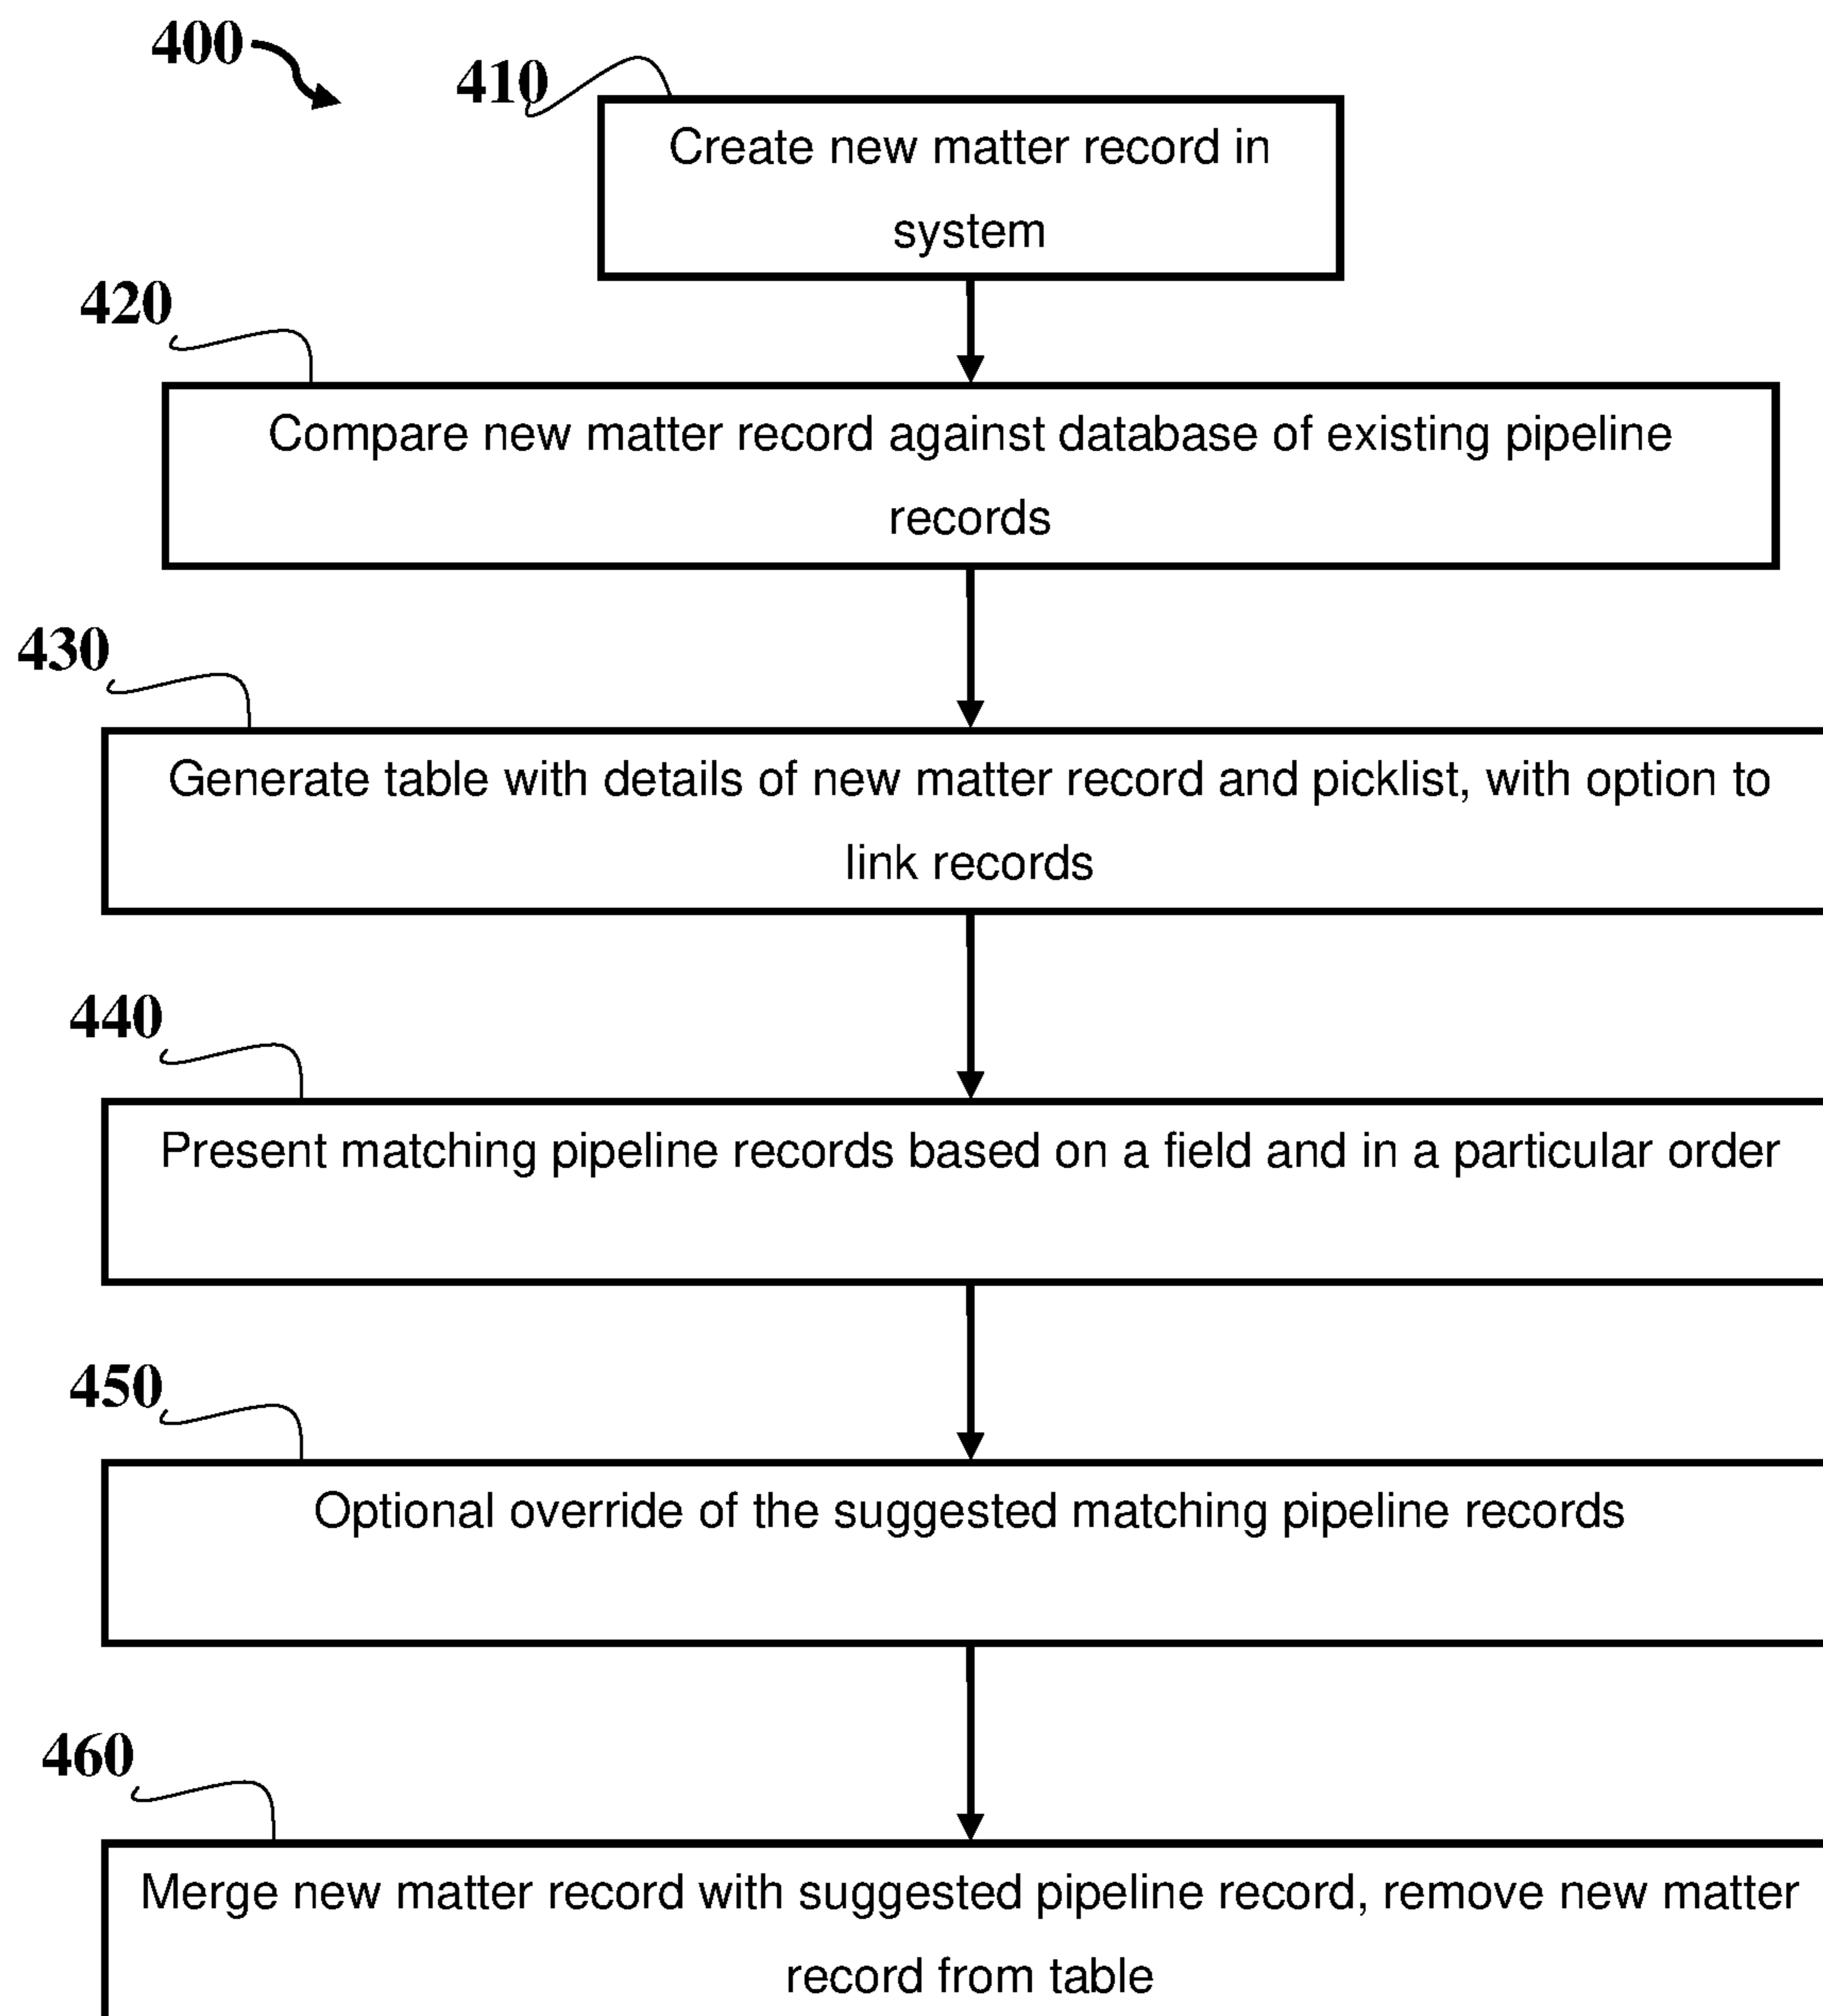 400
410
Create new matter record in
system
420
Compare new matter record against database of existing pipeline
records
430
Generate table with details of new matter record and picklist, with option to
link records
440
Present matching pipeline records based on a field and in a particular order
450
Optional override of the suggested matching pipeline records
460
Merge new matter record with suggested pipeline record, remove new matter
record from table